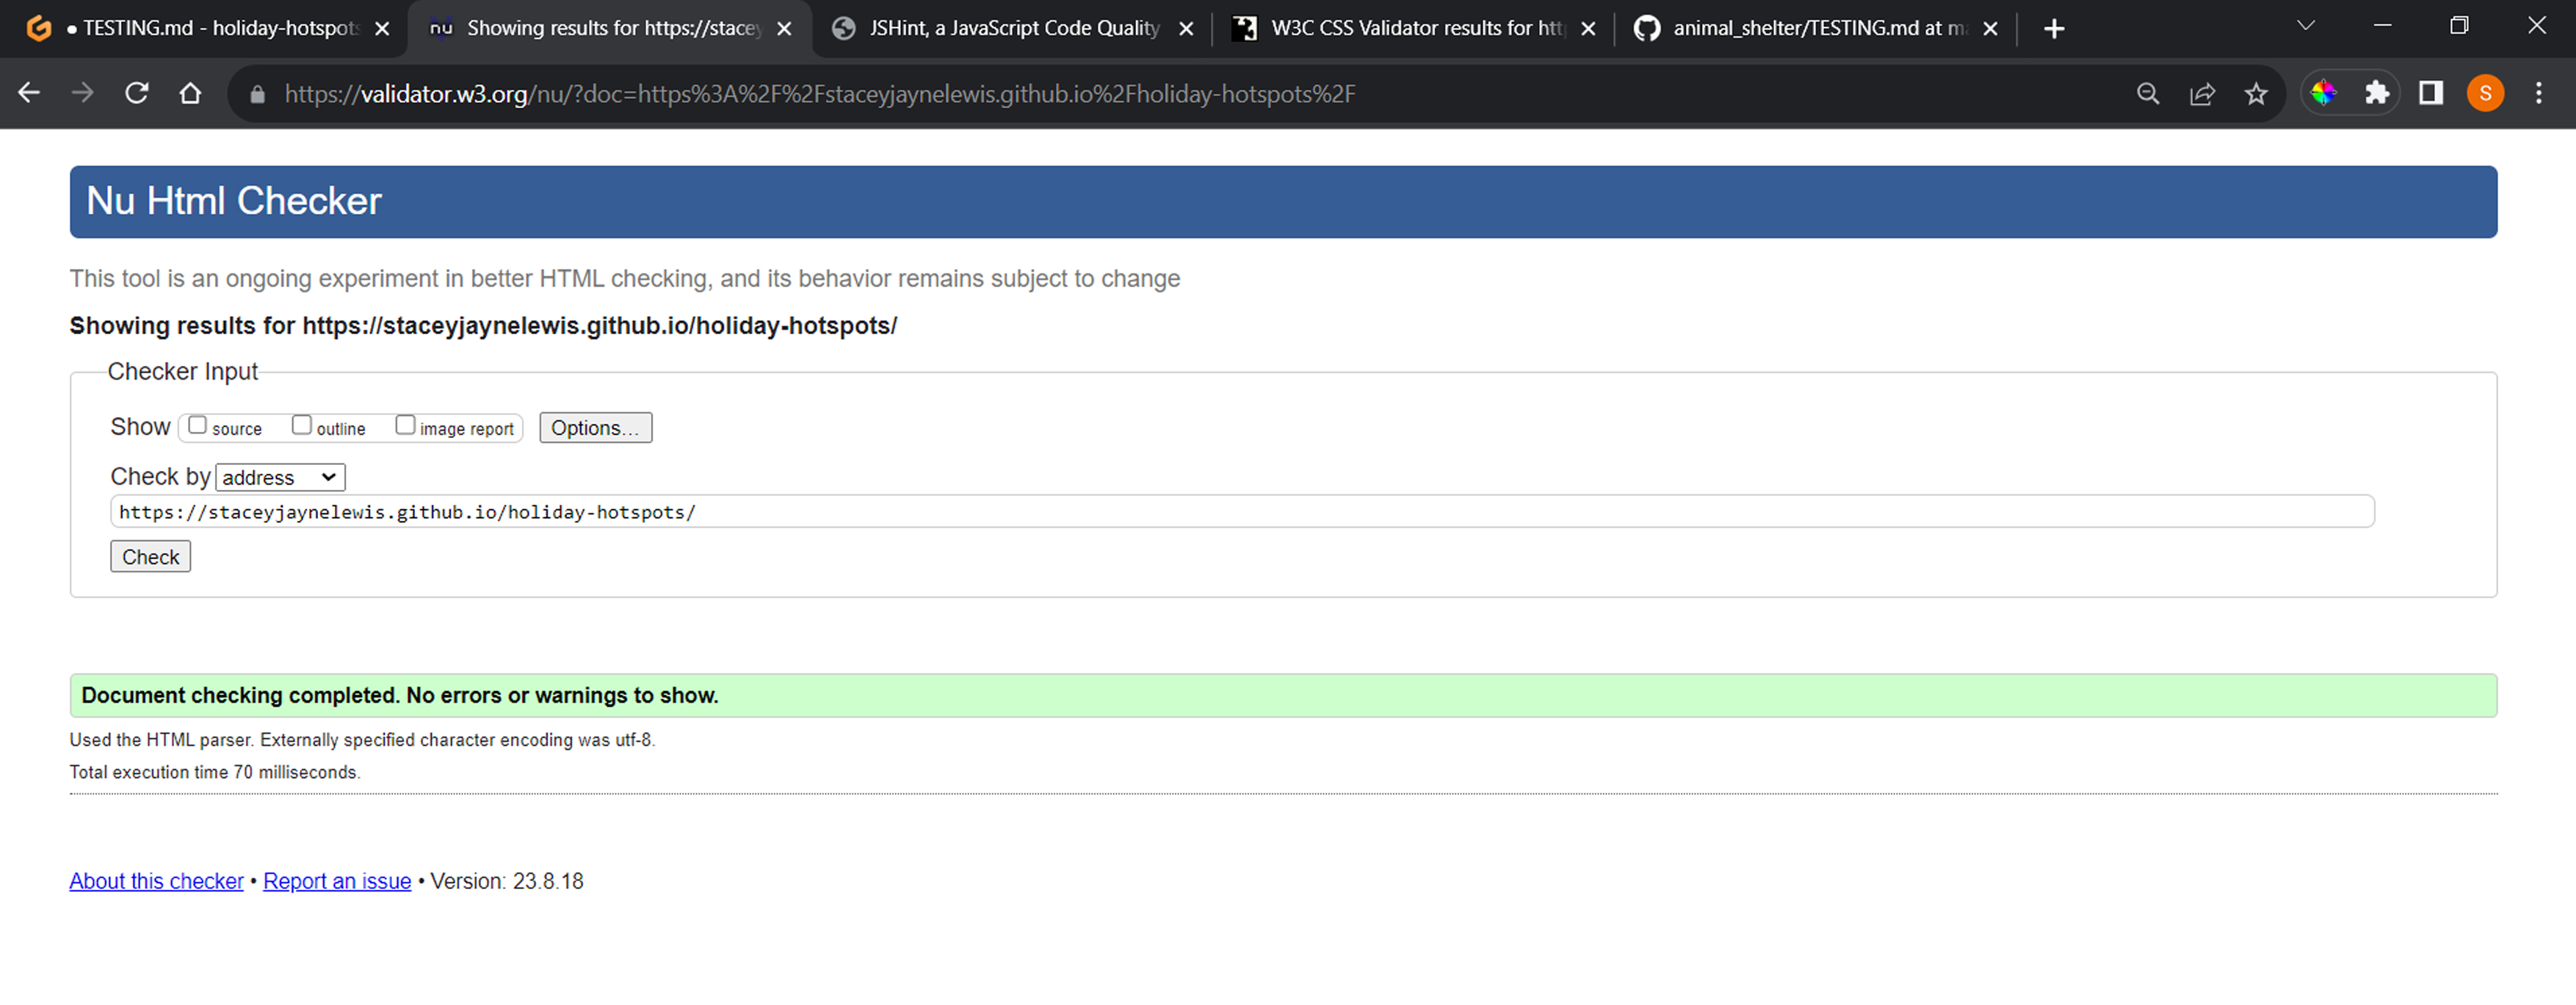 ● TESTING.md - holiday-hotspots
nu Showing results for https://stacey
JSHint, a JavaScript Code Quality
W3C CSS Validator results for htt
animal_shelter/TESTING.md at ma
https://validator.w3.org/nu/?doc=https%3A%2F%2Fstaceyjaynelewis.github.io%2Fholiday-hotspots%2F
S
Nu Html Checker
This tool is an ongoing experiment in better HTML checking, and its behavior remains subject to change
Showing results for https://staceyjaynelewis.github.io/holiday-hotspots/
Checker Input
Show source outline image report Options...
Check by address
https://staceyjaynelewis.github.io/holiday-hotspots/
Check
Document checking completed. No errors or warnings to show.
Used the HTML parser. Externally specified character encoding was utf-8.
Total execution time 70 milliseconds.
About this checker • Report an issue • Version: 23.8.18